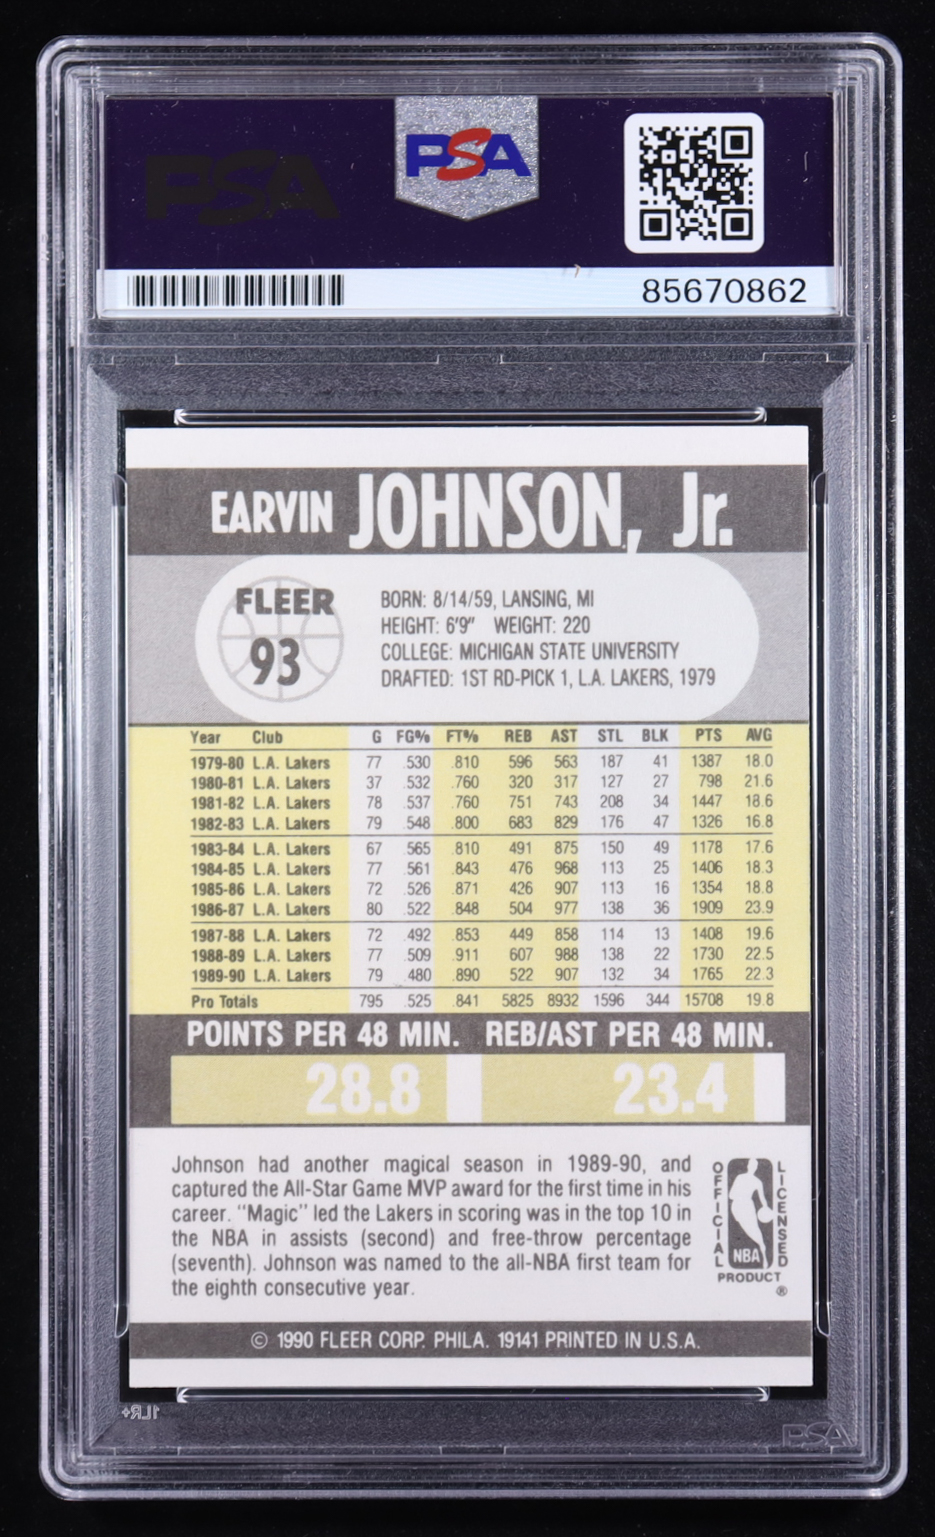 PSA
PSA
85670862
EARVIN JOHNSON, Jr.
FLEER
93
BORN: 8/14/59, LANSING, MI
HEIGHT: 6'9" WEIGHT: 220
COLLEGE: MICHIGAN STATE UNIVERSITY
DRAFTED: 1ST RD-PICK 1, L.A. LAKERS, 1979
Year Club G FG% FT% REB AST STL BLK PTS AVG
1979-80 L.A. Lakers 77 .530 .810 596 563 187 41 1387 18.0
1980-81 L.A. Lakers 37 .532 .760 320 317 127 27 798 21.6
1981-82 L.A. Lakers 78 .537 .760 751 743 208 34 1447 18.6
1982-83 L.A. Lakers 79 .548 .800 683 829 176 47 1326 16.8
1983-84 L.A. Lakers 67 .565 .810 491 875 150 49 1178 17.6
1984-85 L.A. Lakers 77 .561 .843 476 968 113 25 1406 18.3
1985-86 L.A. Lakers 72 .526 .871 426 907 113 16 1354 18.8
1986-87 L.A. Lakers 80 .522 .848 504 977 138 36 1909 23.9
1987-88 L.A. Lakers 72 .492 .853 449 858 114 13 1408 19.6
1988-89 L.A. Lakers 77 .509 .911 607 988 138 22 1730 22.5
1989-90 L.A. Lakers 79 .480 .890 522 907 132 34 1765 22.3
Pro Totals 795 .525 .841 5825 8932 1596 344 15708 19.8
POINTS PER 48 MIN. REB/AST PER 48 MIN.
28.8 23.4
Johnson had another magical season in 1989-90, and
captured the All-Star Game MVP award for the first time in his
career. "Magic" led the Lakers in scoring was in the top 10 in
the NBA in assists (second) and free-throw percentage
(seventh). Johnson was named to the all-NBA first team for
the eighth consecutive year.
OFFICIAL LICENSED
NBA
PRODUCT
®
© 1990 FLEER CORP. PHILA. 19141 PRINTED IN U.S.A.
1LR+
PSA